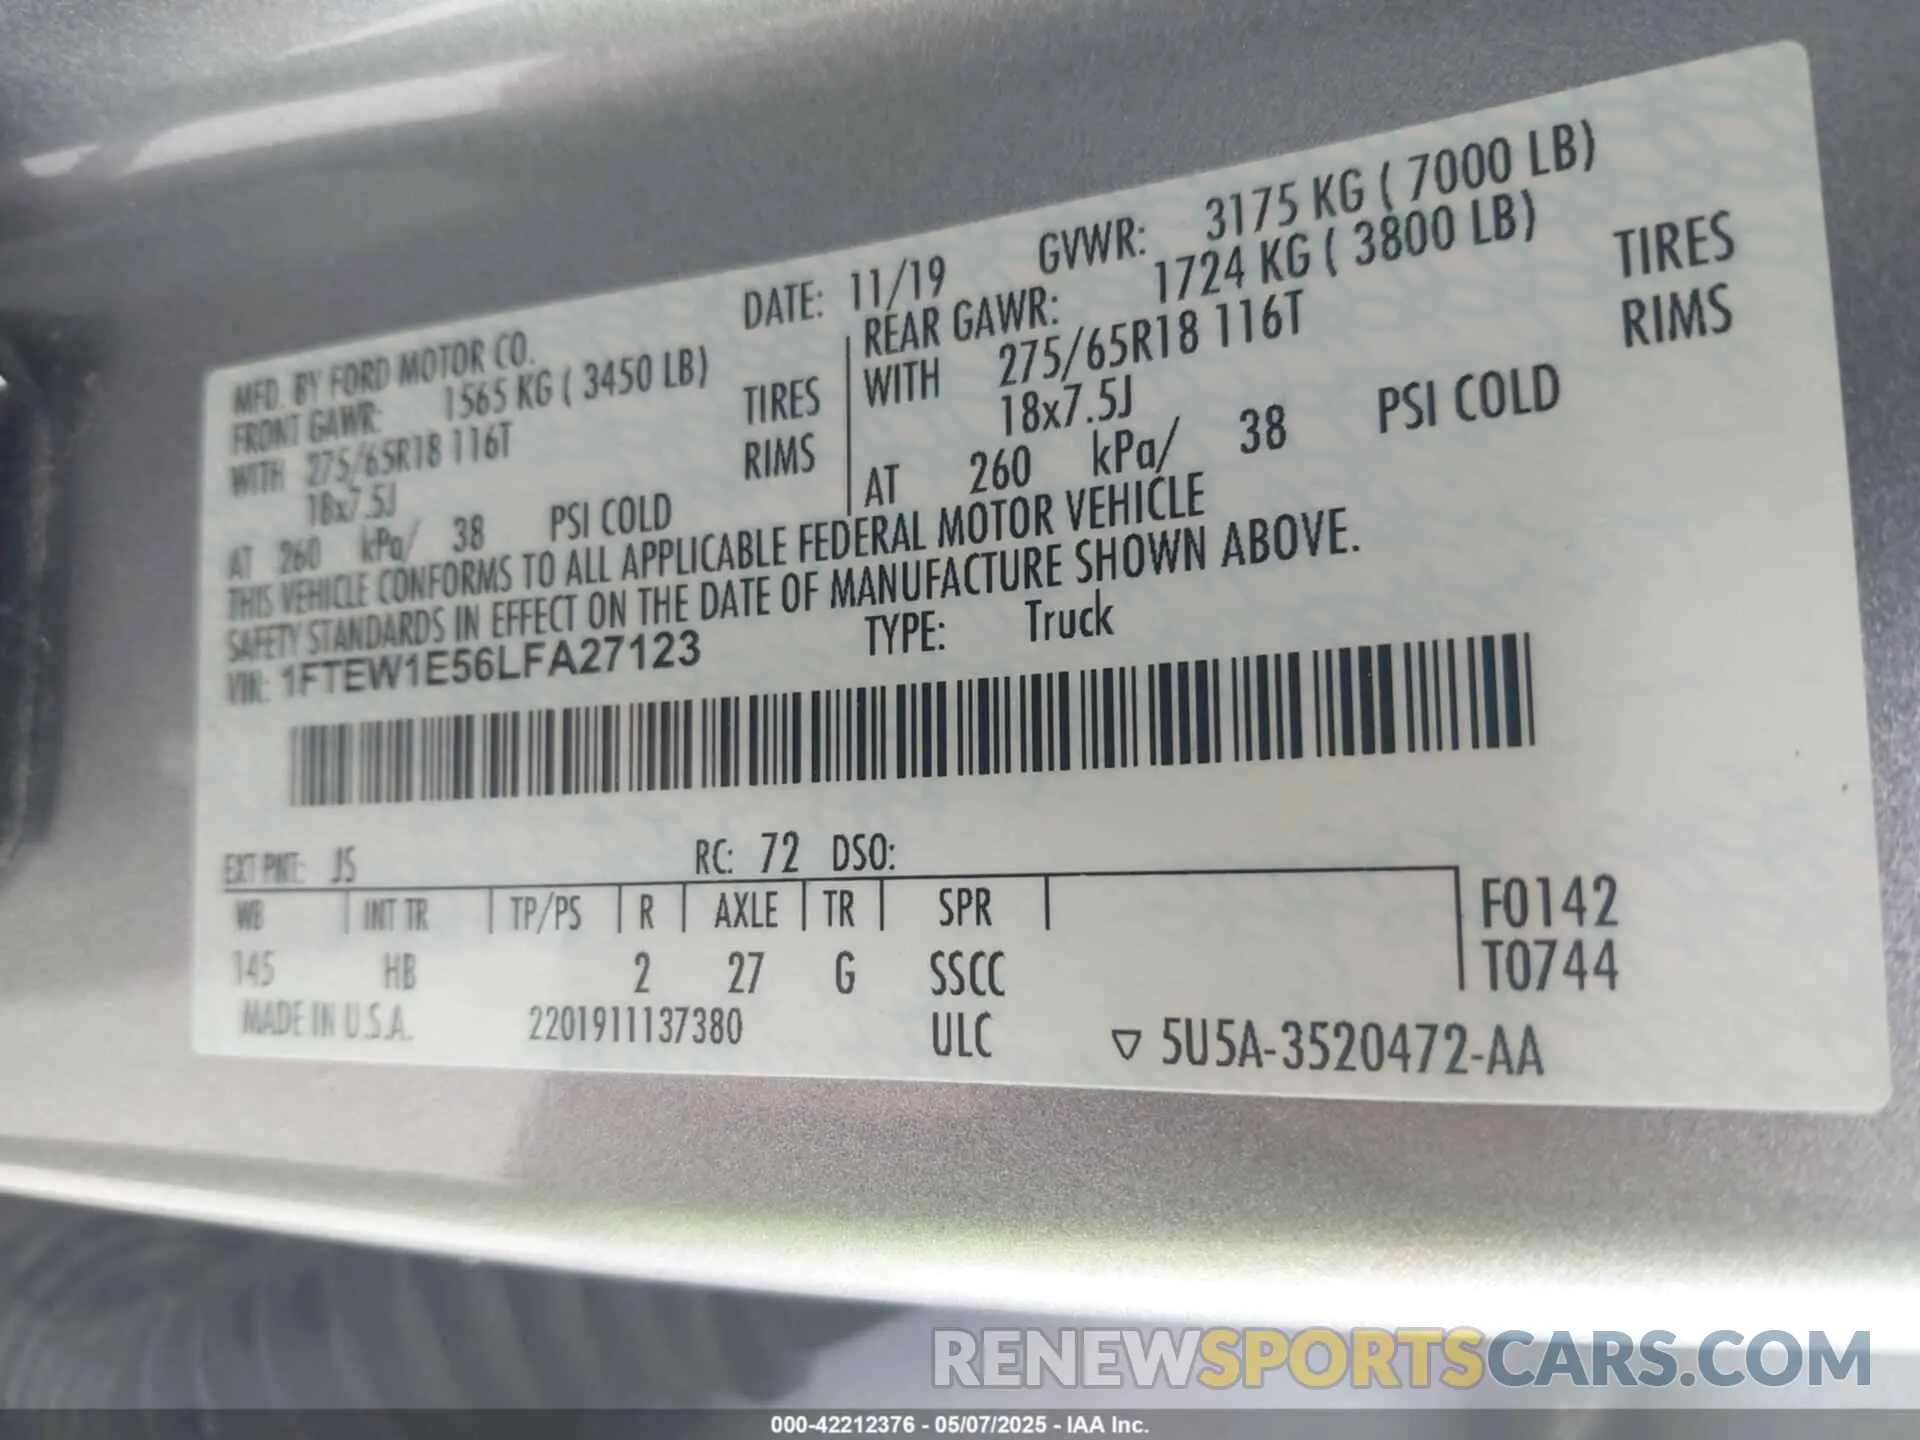 MFD. BY FORD MOTOR CO. DATE: 11/19 GVWR: 3175 KG ( 7000 LB)
FRONT GAWR: 1565 KG ( 3450 LB) REAR GAWR: 1724 KG ( 3800 LB)
WITH 275/65R18 116T TIRES WITH 275/65R18 116T TIRES
18x7.5J RIMS 18x7.5J RIMS
AT 260 kPa/ 38 PSI COLD AT 260 kPa/ 38 PSI COLD
THIS VEHICLE CONFORMS TO ALL APPLICABLE FEDERAL MOTOR VEHICLE
SAFETY STANDARDS IN EFFECT ON THE DATE OF MANUFACTURE SHOWN ABOVE.
VIN: 1FTEW1E56LFA27123 TYPE: Truck
EXT PNT: JS RC: 72 DSO:
WB INT TR TP/PS R AXLE TR SPR F0142
145 HB 2 27 G SSCC T0744
MADE IN U.S.A. 2201911137380 ULC ▽ 5U5A-3520472-AA
RENEWSPORTSCARS.COM
000-42212376 - 05/07/2025 - IAA Inc.